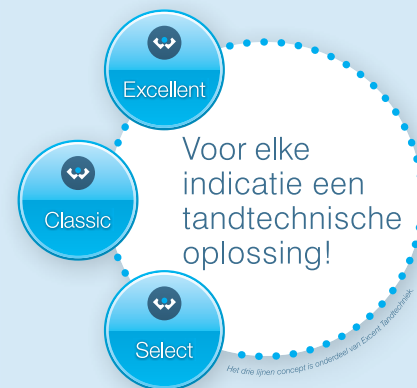 Excellent
Classic
Select
Voor elke
indicatie een
tandtechnische
oplossing!
Het drie lijnen concept is onderdeel van Excent Tandtechniek